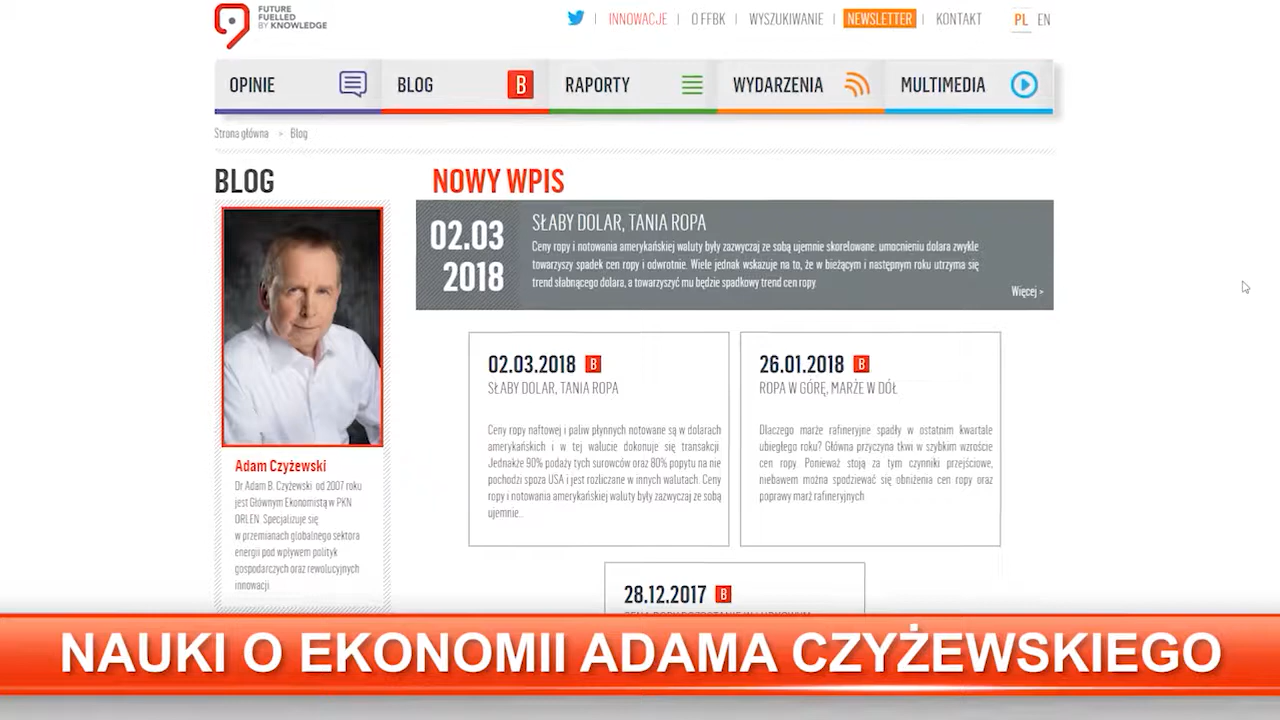 FUTURE
FUELLED
BY KNOWLEDGE
INNOWACJE | O FFBK | WYSZUKIWANIE | NEWSLETTER | KONTAKT PL EN
OPINIE BLOG B RAPORTY WYDARZENIA MULTIMEDIA
Strona główna > Blog
BLOG
NOWY WPIS
02.03
2018
SŁABY DOLAR, TANIA ROPA
Ceny ropy i notowania amerykańskiej waluty były zazwyczaj ze sobą ujemnie skorelowane: umocnieniu dolara zwykle
towarzyszy spadek cen ropy i odwrotnie. Wiele jednak wskazuje na to, że w bieżącym i następnym roku utrzyma się
trend słabnącego dolara, a towarzyszyć mu będzie spadkowy trend cen ropy
Więcej >
02.03.2018 B
SŁABY DOLAR, TANIA ROPA
Ceny ropy naftowej i paliw płynnych notowane są w dolarach
amerykańskich i w tej walucie dokonuje się transakcji.
Jednakże 90% podaży tych surowców oraz 80% popytu na nie
pochodzi spoza USA i jest rozliczane w innych walutach. Ceny
ropy i notowania amerykańskiej waluty były zazwyczaj ze sobą
ujemnie...
26.01.2018 B
ROPA W GÓRĘ, MARŻE W DÓŁ
Dlaczego marże rafineryjne spadły w ostatnim kwartale
ubiegłego roku? Główna przyczyna tkwi w szybkim wzroście
cen ropy. Ponieważ stoją za tym czynniki przejściowe,
niebawem można spodziewać się obniżenia cen ropy oraz
poprawy marż rafineryjnych
Adam Czyżewski
Dr Adam B. Czyżewski od 2007 roku
jest Głównym Ekonomistą w PKN
ORLEN. Specjalizuje się
w przemianach globalnego sektora
energii pod wpływem polityk
gospodarczych oraz rewolucyjnych
innowacji
28.12.2017 B
NAUKI O EKONOMII ADAMA CZYŻEWSKIEGO